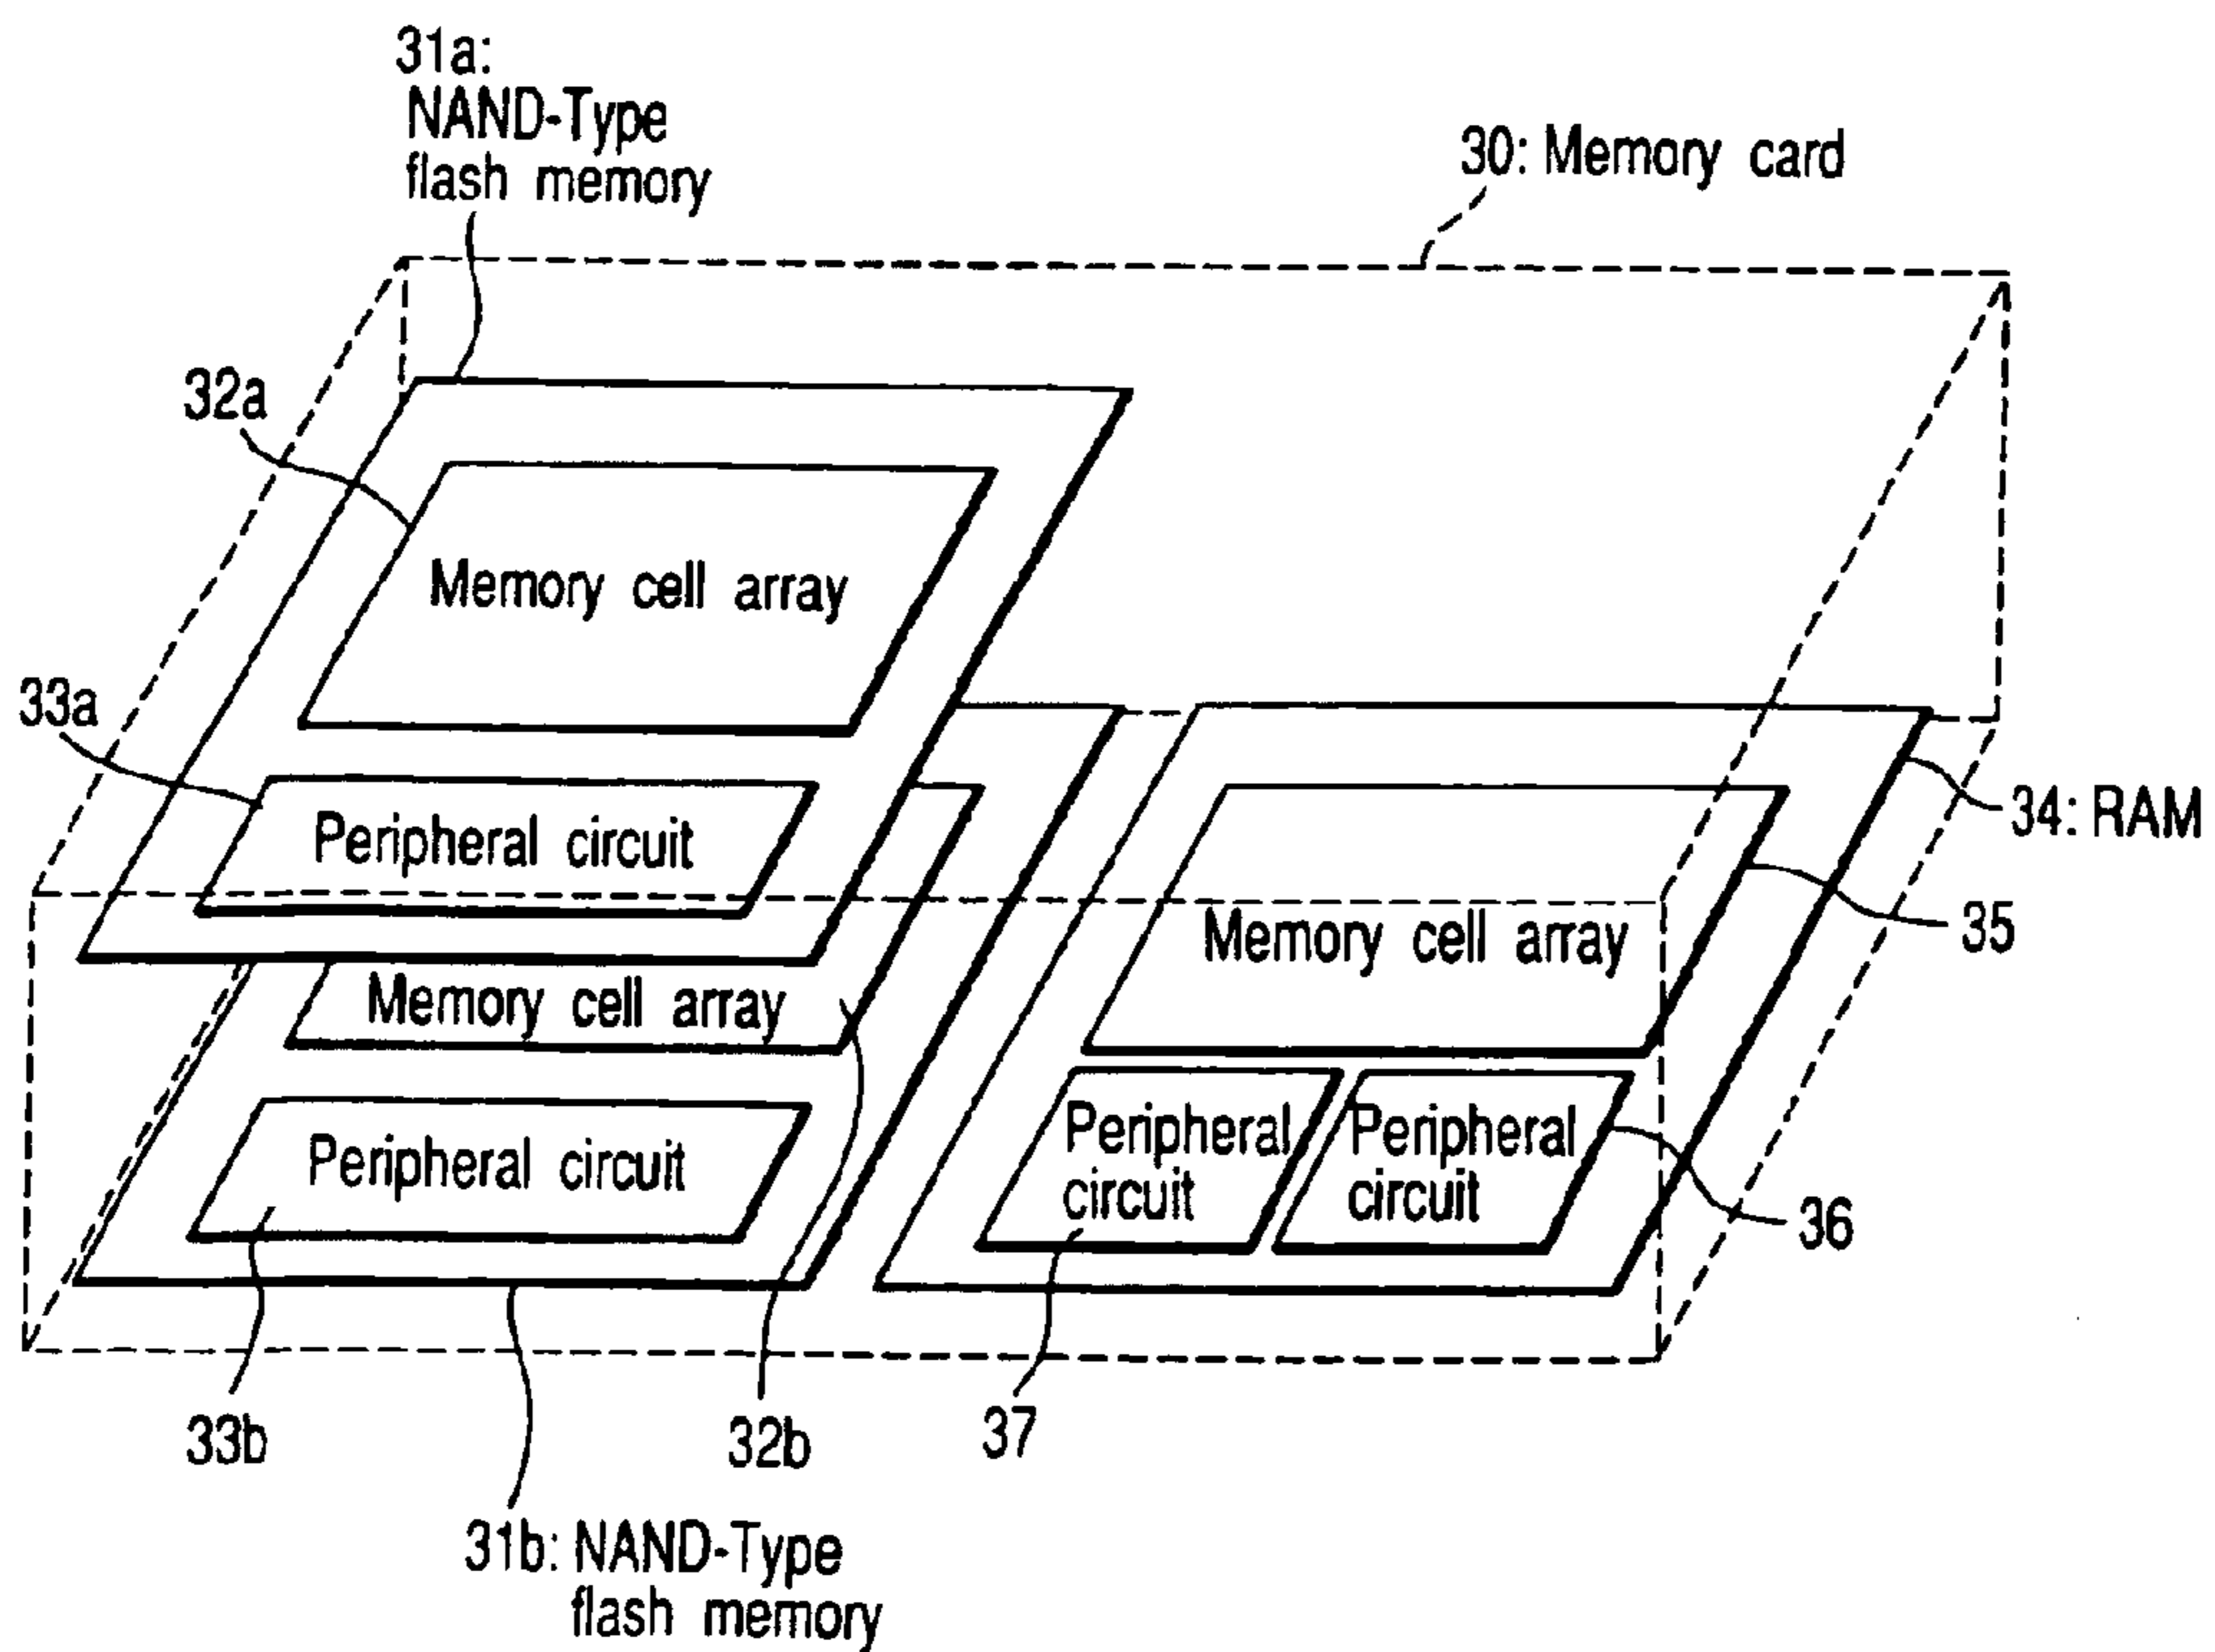 31a:
NAND-Type
flash memory
30: Memory card
32a
Memory cell array
33a
Peripheral circuit
34: RAM
Memory cell array
35
Memory cell array
Peripheral circuit
Peripheral
circuit
Peripheral
circuit
36
33b
32b
37
31b: NAND-Type
flash memory